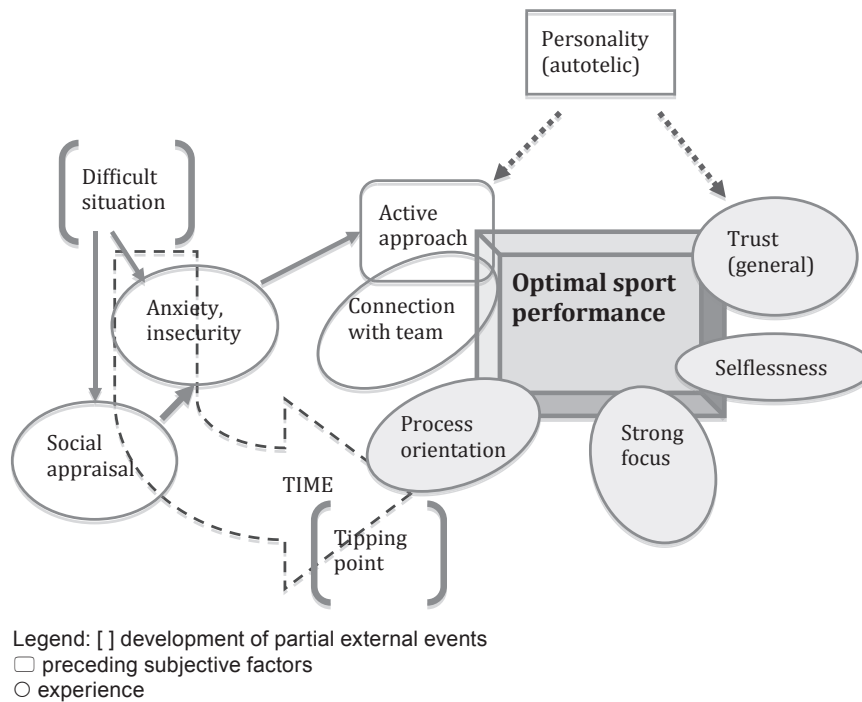 Personality
(autotelic)
Difficult
situation
Active
approach
Trust
(general)
Optimal sport
performance
Anxiety,
insecurity
Connection
with team
Selflessness
Social
appraisal
Process
orientation
Strong
focus
TIME
Tipping
point
Legend: [ ] development of partial external events
▢ preceding subjective factors
○ experience